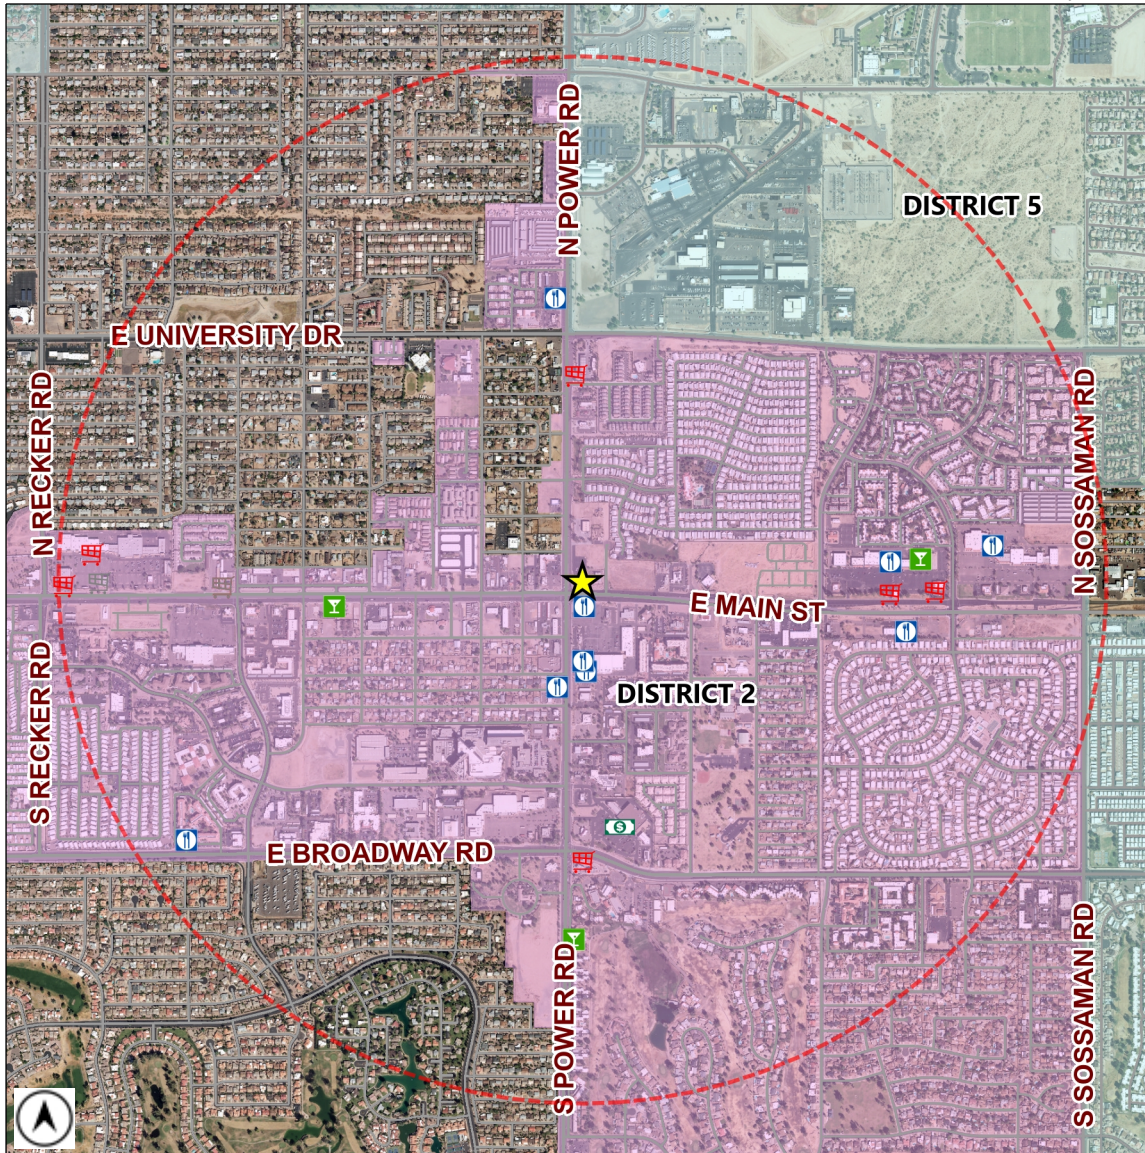 N POWER RD
DISTRICT 5
E UNIVERSITY DR
N RECKER RD
N SOSSAMAN RD
E MAIN ST
S RECKER RD
DISTRICT 2
$
E BROADWAY RD
S POWER RD
S SOSSAMAN RD